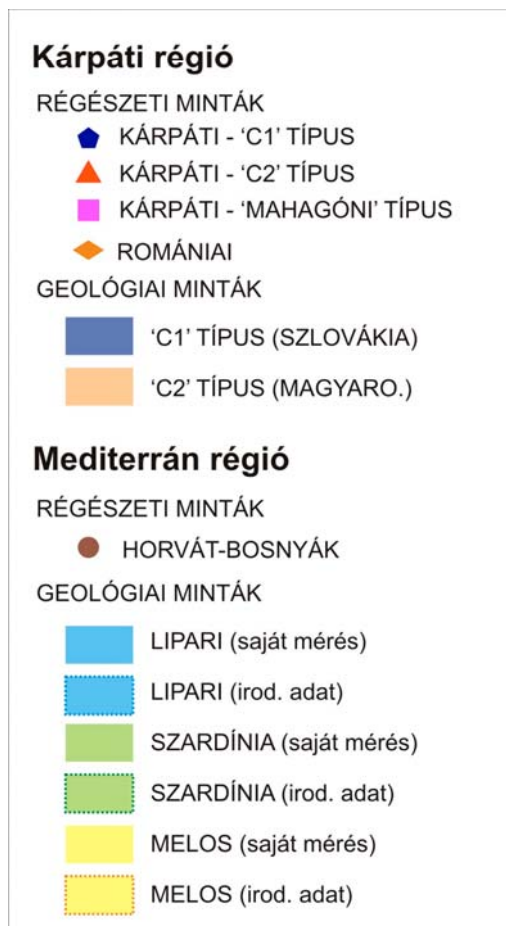 Kárpáti régió
RÉGÉSZETI MINTÁK
KÁRPÁTI - ‘C1’ TÍPUS
KÁRPÁTI - ‘C2’ TÍPUS
KÁRPÁTI - ‘MAHAGÓNI’ TÍPUS
ROMÁNIAI
GEOLÓGIAI MINTÁK
‘C1’ TÍPUS (SZLOVÁKIA)
‘C2’ TÍPUS (MAGYARO.)
Mediterrán régió
RÉGÉSZETI MINTÁK
HORVÁT-BOSNYÁK
GEOLÓGIAI MINTÁK
LIPARI (saját mérés)
LIPARI (irod. adat)
SZARDÍNIA (saját mérés)
SZARDÍNIA (irod. adat)
MELOS (saját mérés)
MELOS (irod. adat)